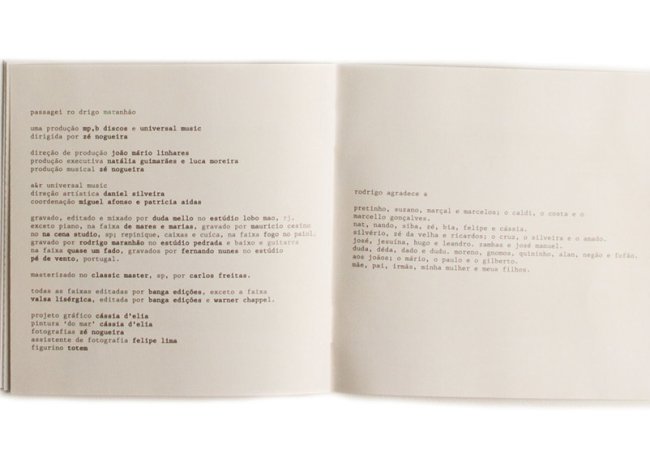 passagei ro drigo maranhão
uma produção mp,b discos e universal music
dirigida por zé nogueira
direção de produção joão mário linhares
produção executiva natália guimarães e luca moreira
produção musical zé nogueira
a&r universal music
direção artística daniel silveira
coordenação miguel afonso e patricia aidas
gravado, editado e mixado por duda mello no estúdio lobo mao, rj,
exceto piano, na faixa de mares e marias, gravado por mauricio cesino
no na cena studio, sp; repinique, caixas e cuíca, na faixa fogo no paiol,
gravado por rodrigo maranhão no estúdio pedrada e baixo e guitarra
na faixa quase um fado, gravados por fernando nunes no estúdio
pé de vento, portugal.
masterizado no classic master, sp, por carlos freitas.
todas as faixas editadas por banga edições, exceto a faixa
valsa lisérgica, editada por banga edições e warner chappel.
projeto gráfico cássia d'elia
pintura 'do mar' cássia d'elia
fotografias zé nogueira
assistente de fotografia felipe lima
figurino totem
rodrigo agradece a
pretinho, suzano, marçal e marcelos; o caldi, o costa e o
marcello gonçalves.
nat, nando, siba, zé, bia, felipe e cássia.
silvério, zé da velha e ricardos; o cruz, o silveira e o amado.
josé, jesuína, hugo e leandro. zambas e josé manuel.
duda, déda, dado e dudu. moreno, gnomos, quininho, alan, negão e fofão.
aos joãos; o mário, o paulo e o gilberto.
mãe, pai, irmãs, minha mulher e meus filhos.